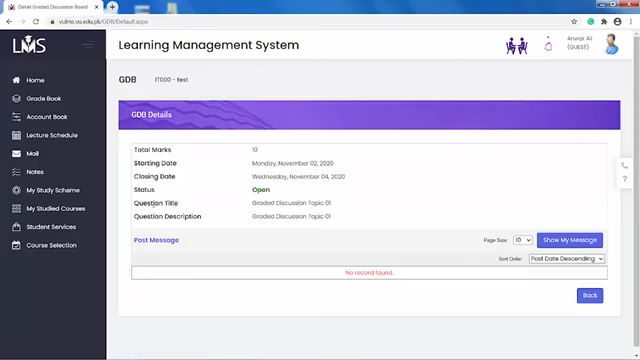 Detail Graded Discussion Board
vulms.vu.edu.pk/GDB/Default.aspx
LMS
Learning Management System
Anwar Ali
(GUEST)
Home
Grade Book
Account Book
Lecture Schedule
Mail
Notes
My Study Scheme
My Studied Courses
Student Services
Course Selection
GDB IT000 - test
GDB Details
Total Marks 10
Starting Date Monday, November 02, 2020
Closing Date Wednesday, November 04, 2020
Status Open
Question Title Graded Discussion Topic 01
Question Description Graded Discussion Topic 01
Post Message Page Size: 10 Show My Message
Sort Order: Post Date Descending
No record found.
Back